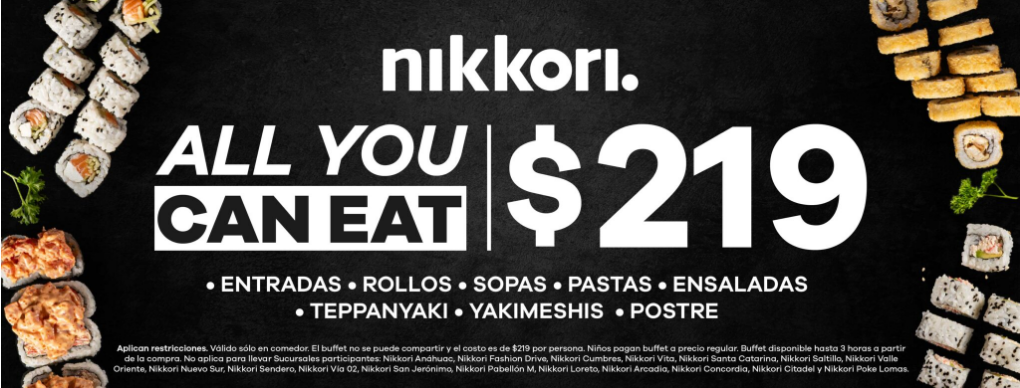 nikkori.
ALL YOU
CAN EAT
$219
• ENTRADAS • ROLLOS • SOPAS • PASTAS • ENSALADAS
• TEPPANYAKI • YAKIMESHIS • POSTRE
Aplican restricciones. Válido sólo en comedor. El buffet no se puede compartir y el costo es de $219 por persona. Niños pagan buffet a precio regular. Buffet disponible hasta 3 horas a partir
de la compra. No aplica para llevar Sucursales participantes: Nikkori Anáhuac, Nikkori Fashion Drive, Nikkori Cumbres, Nikkori Vita, Nikkori Santa Catarina, Nikkori Saltillo, Nikkori Valle
Oriente, Nikkori Nuevo Sur, Nikkori Sendero, Nikkori Vía 02, Nikkori San Jerónimo, Nikkori Pabellón M, Nikkori Loreto, Nikkori Arcadia, Nikkori Concordia, Nikkori Citadel y Nikkori Poke Lomas.